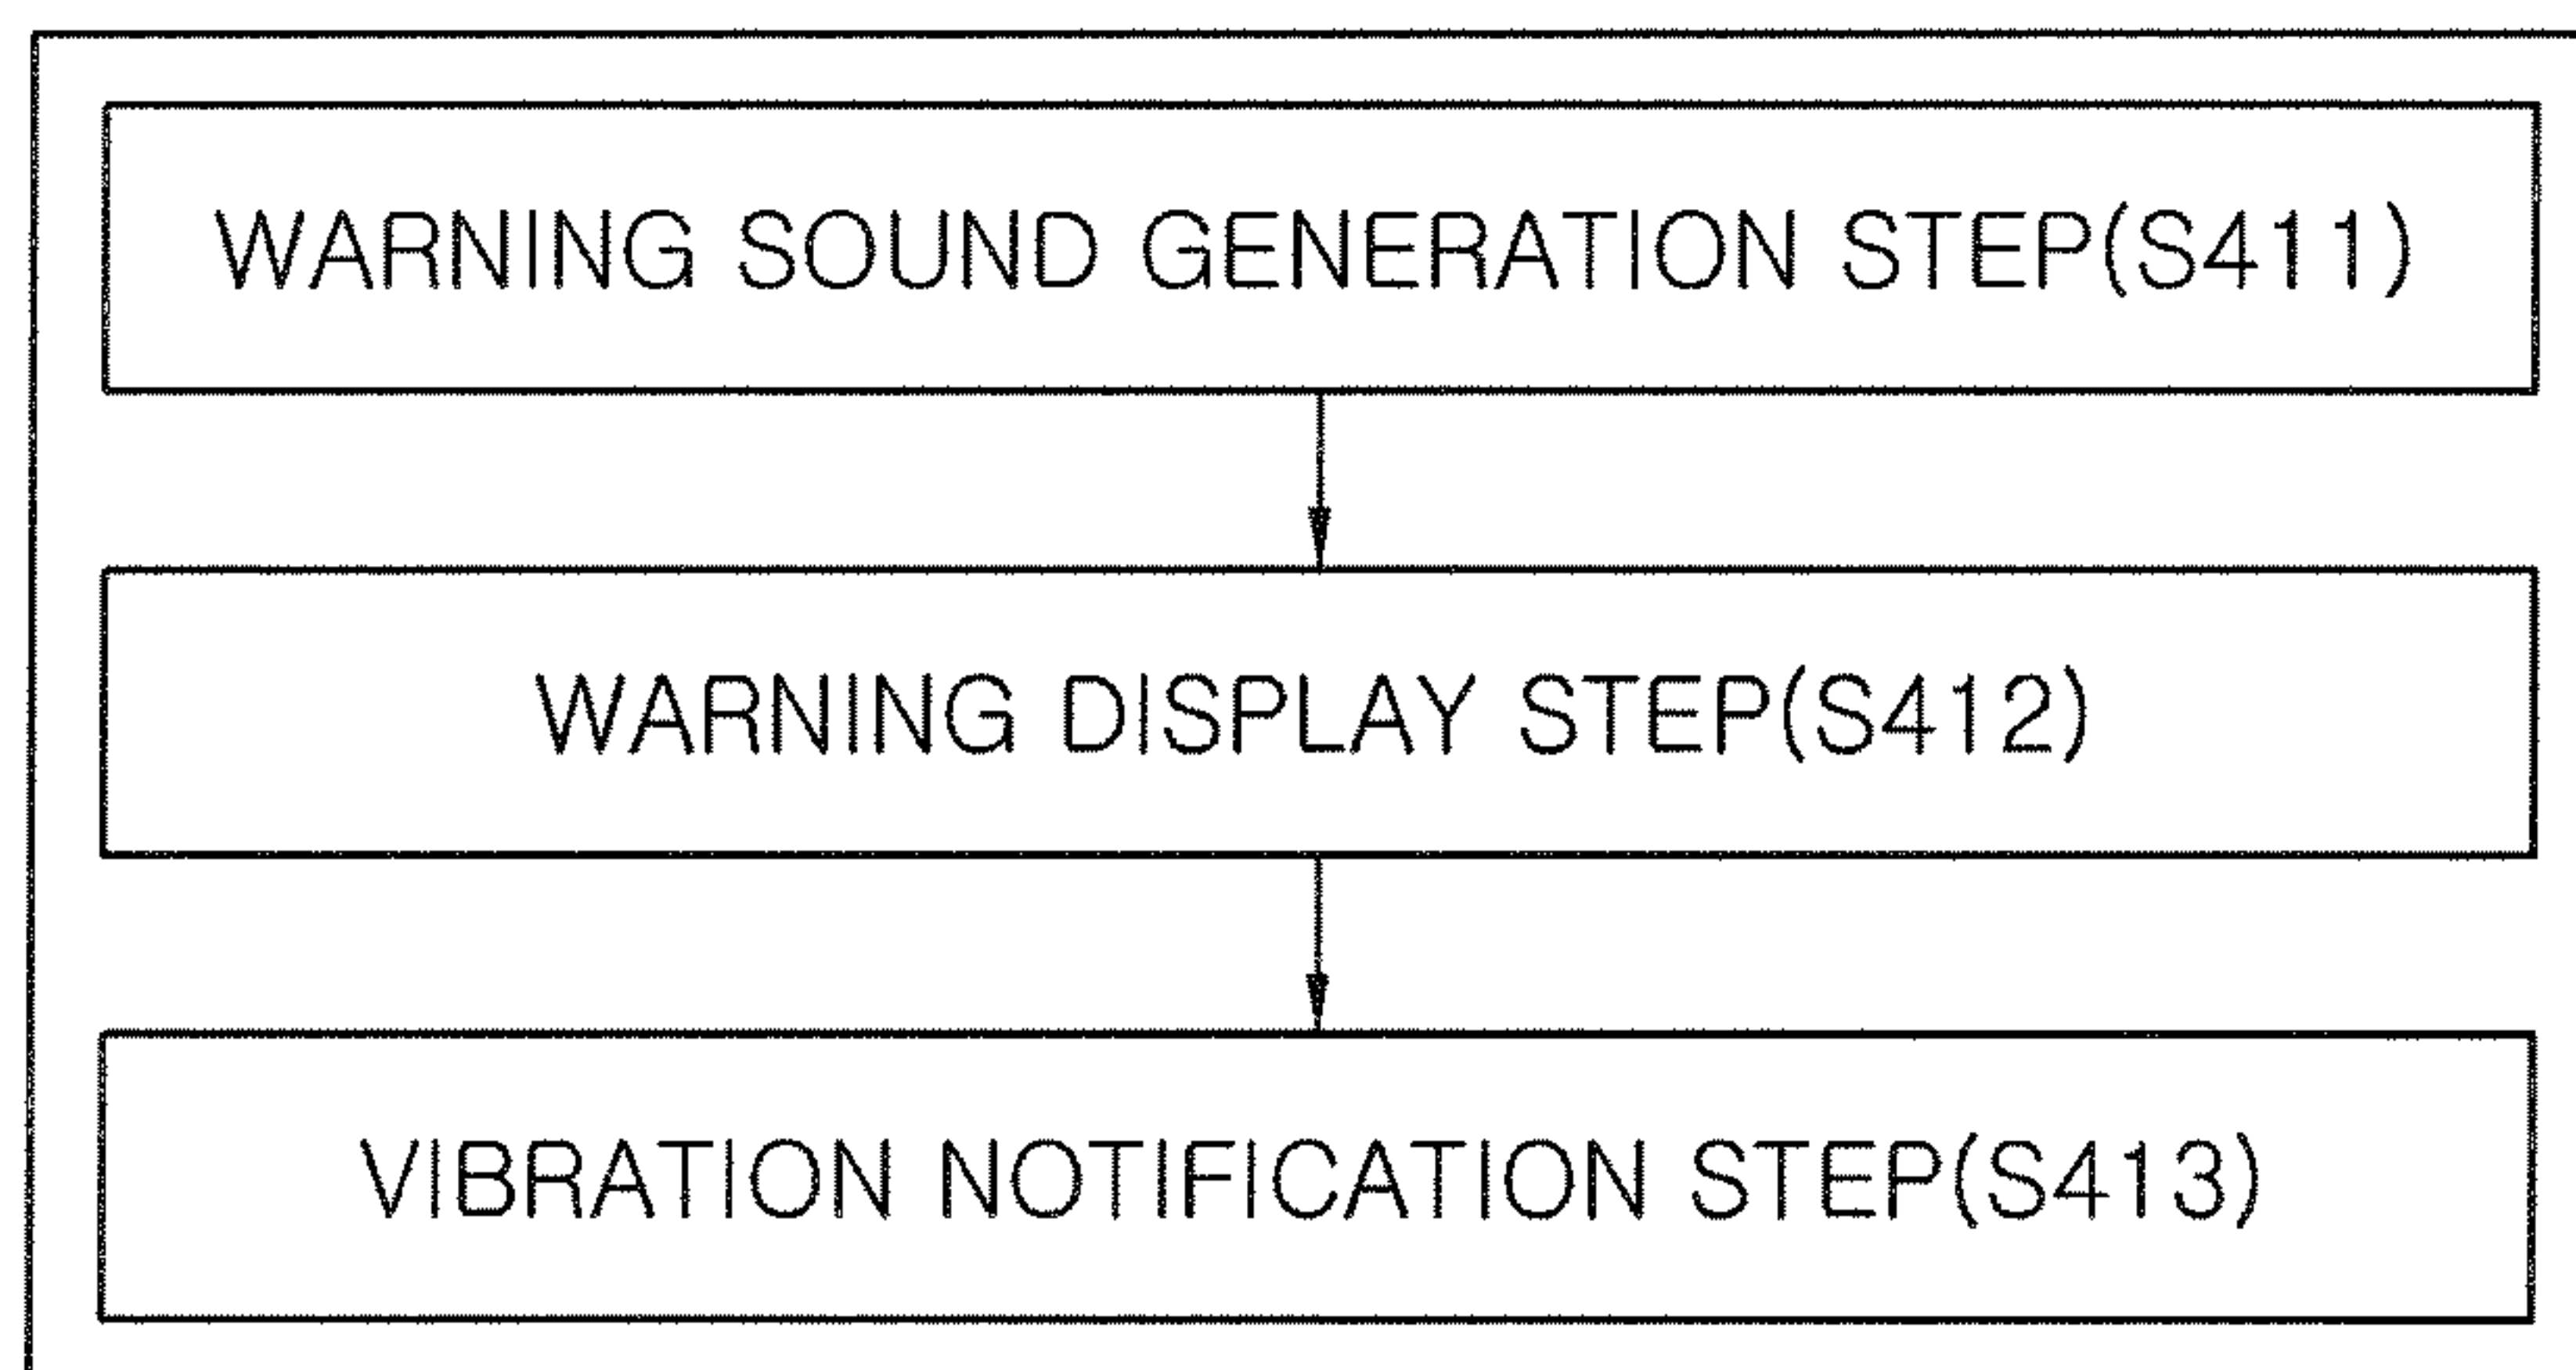 WARNING SOUND GENERATION STEP(S411)
WARNING DISPLAY STEP(S412)
VIBRATION NOTIFICATION STEP(S413)